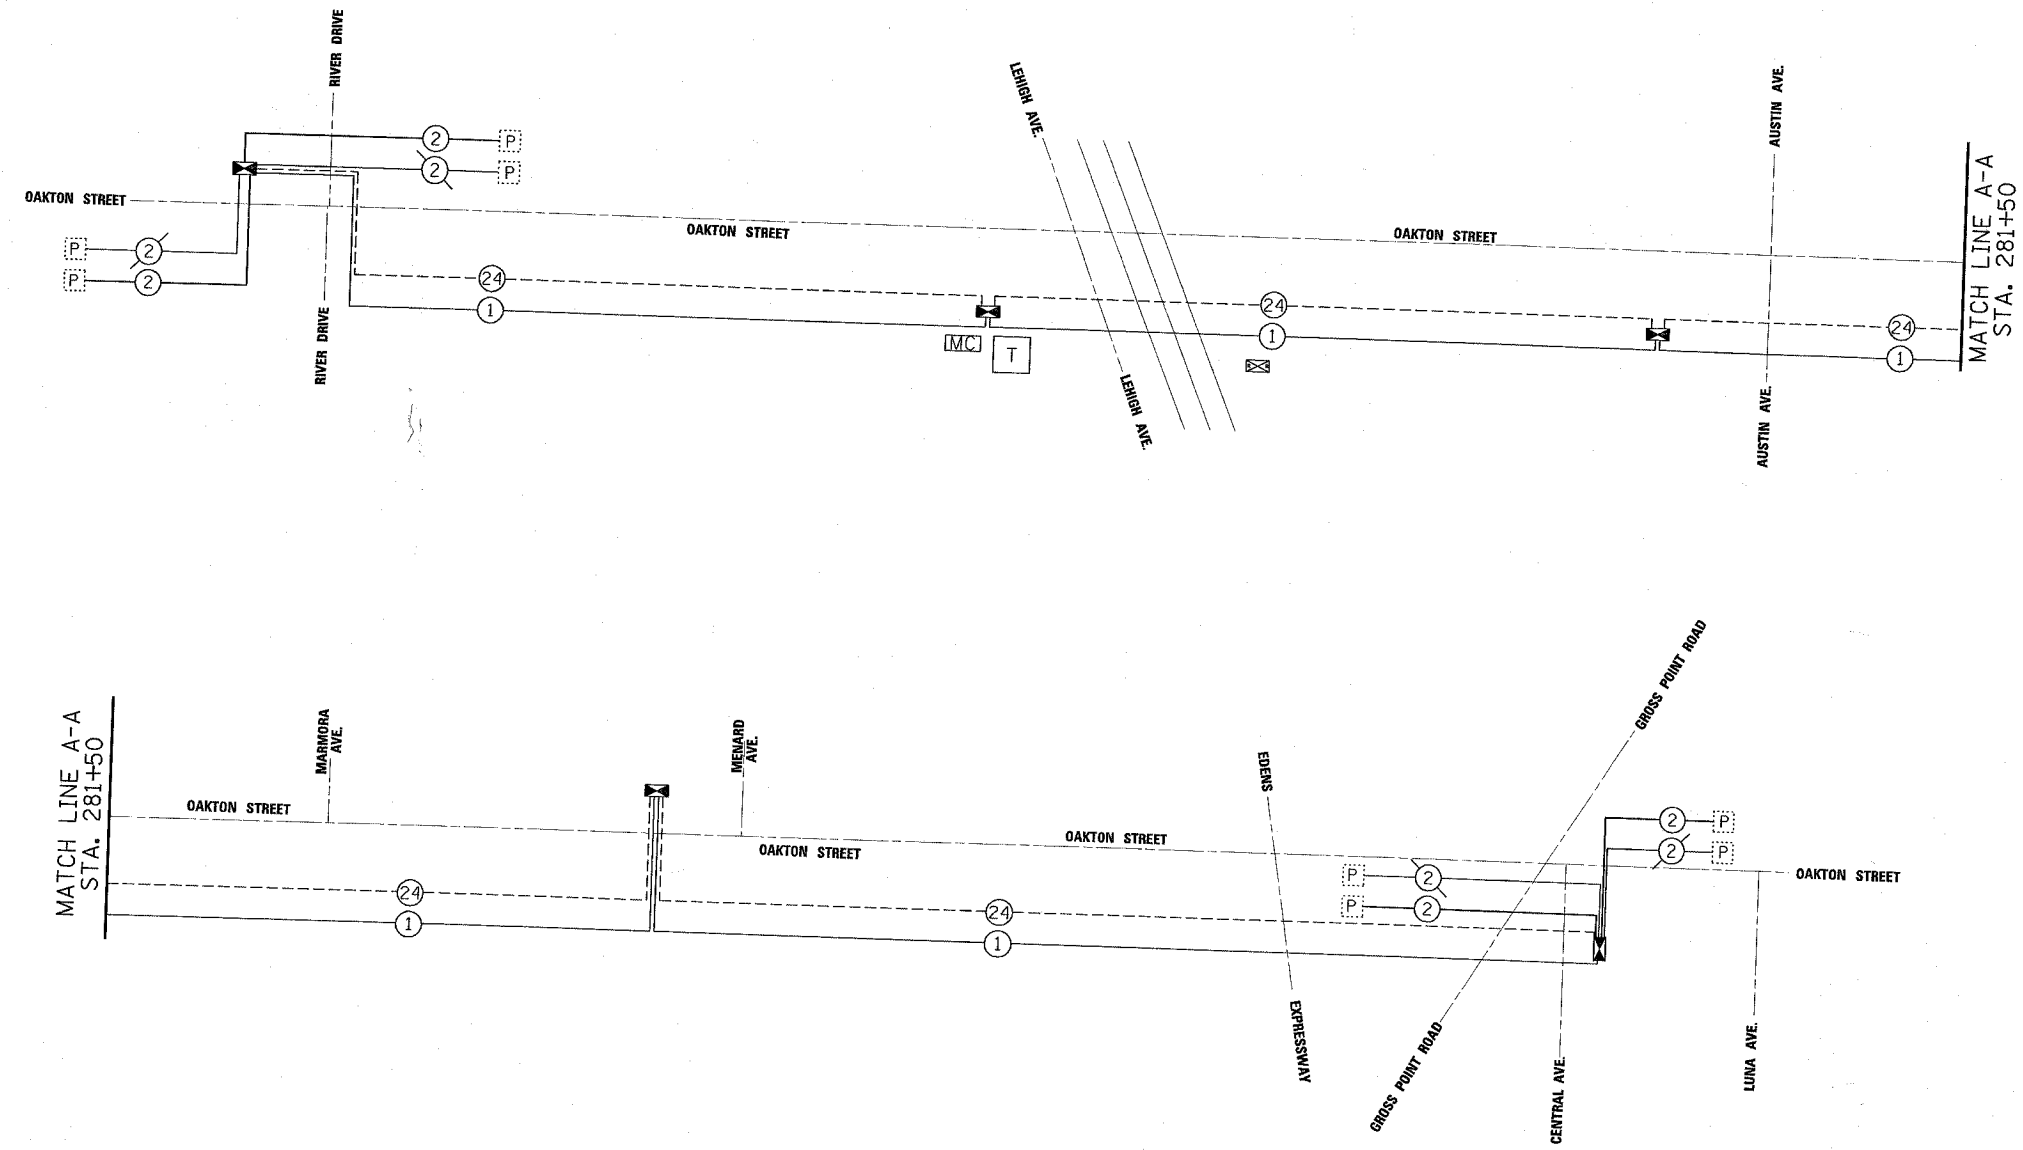 RIVER DRIVE
2
P
2
P
OAKTON STREET
P
2
P
2
RIVER DRIVE
24
1
OAKTON STREET
LEHIGH AVE.
MC
T
24
1
LEHIGH AVE.
OAKTON STREET
AUSTIN AVE.
24
1
AUSTIN AVE.
MATCH LINE A-A
STA. 281+50
MATCH LINE A-A
STA. 281+50
OAKTON STREET
MARMORA
AVE.
24
1
MENARD
AVE.
OAKTON STREET
OAKTON STREET
24
1
EDENS
EXPRESSWAY
GROSS POINT ROAD
P
2
P
2
2
P
2
P
OAKTON STREET
GROSS POINT ROAD
CENTRAL AVE.
LUNA AVE.